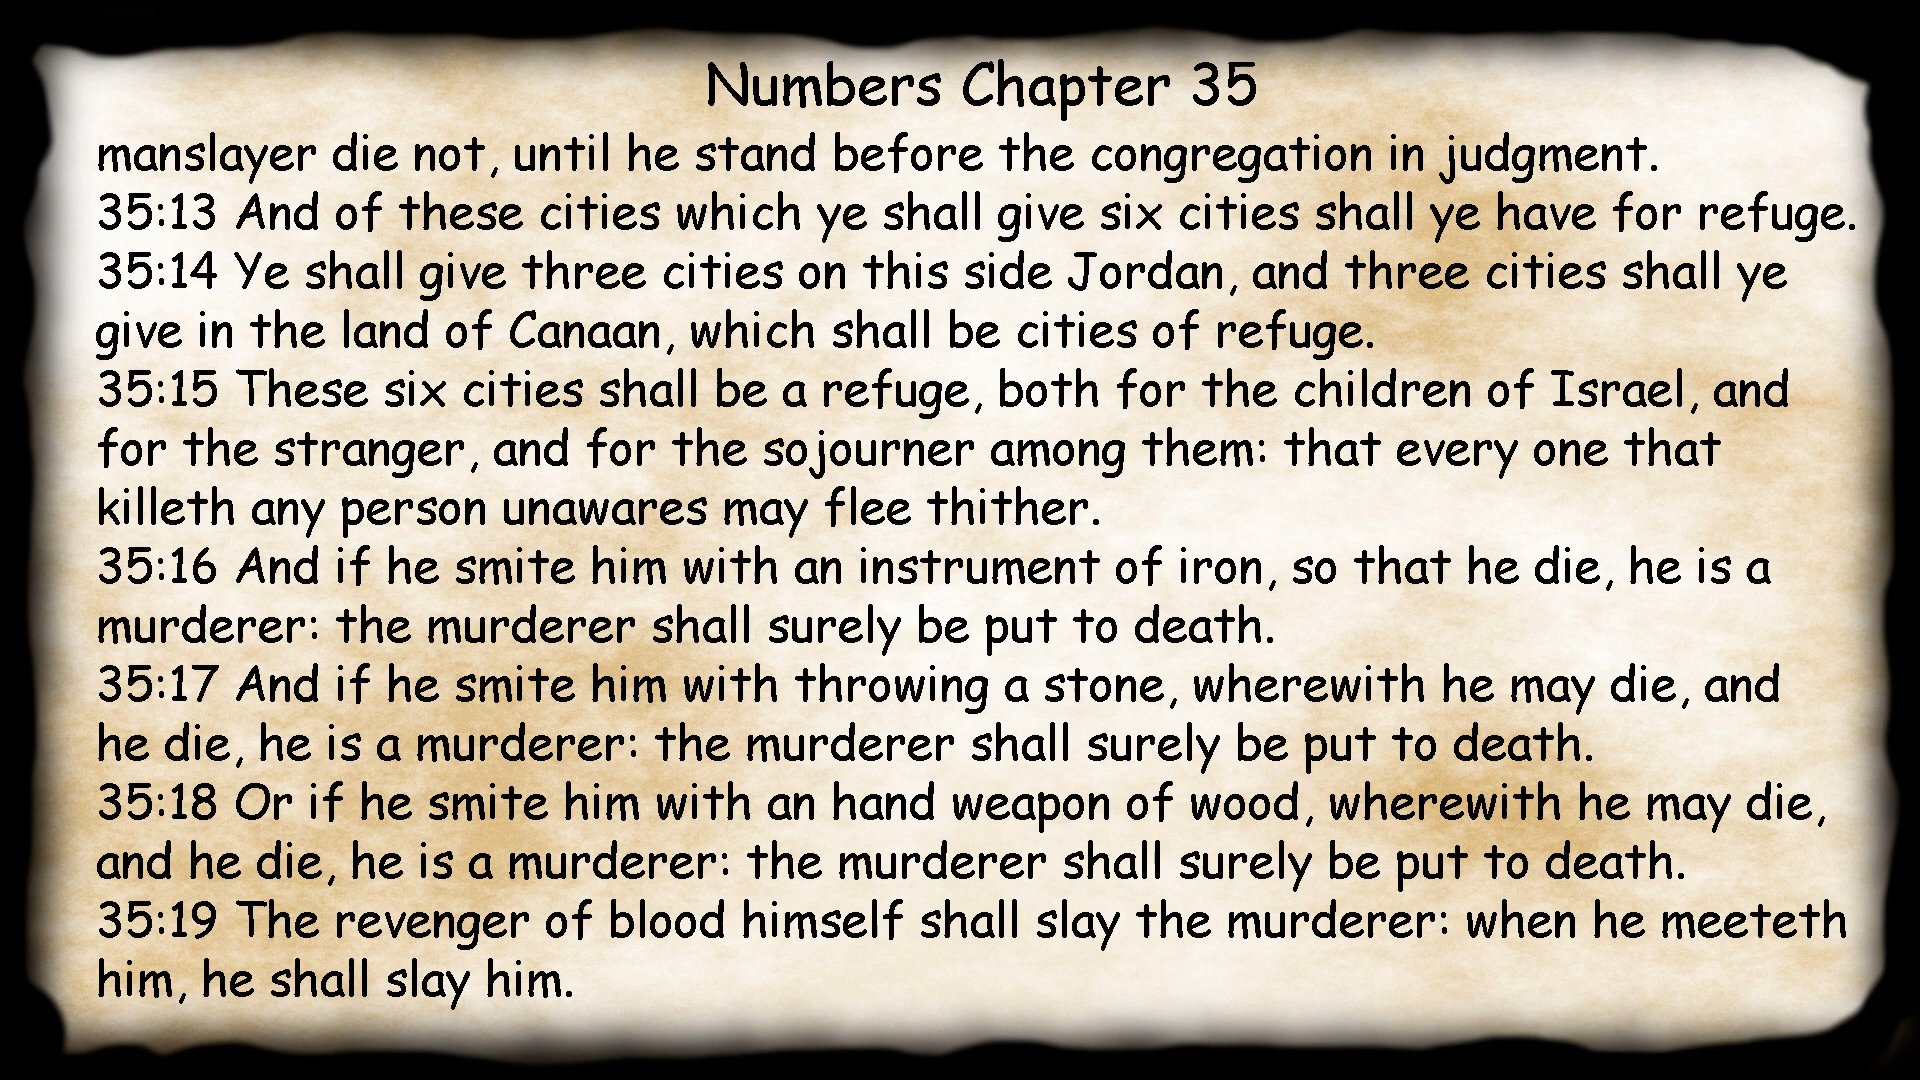 Numbers Chapter 35
manslayer die not, until he stand before the congregation in judgment.
35:13 And of these cities which ye shall give six cities shall ye have for refuge.
35:14 Ye shall give three cities on this side Jordan, and three cities shall ye
give in the land of Canaan, which shall be cities of refuge.
35:15 These six cities shall be a refuge, both for the children of Israel, and
for the stranger, and for the sojourner among them: that every one that
killeth any person unawares may flee thither.
35:16 And if he smite him with an instrument of iron, so that he die, he is a
murderer: the murderer shall surely be put to death.
35:17 And if he smite him with throwing a stone, wherewith he may die, and
he die, he is a murderer: the murderer shall surely be put to death.
35:18 Or if he smite him with an hand weapon of wood, wherewith he may die,
and he die, he is a murderer: the murderer shall surely be put to death.
35:19 The revenger of blood himself shall slay the murderer: when he meeteth
him, he shall slay him.